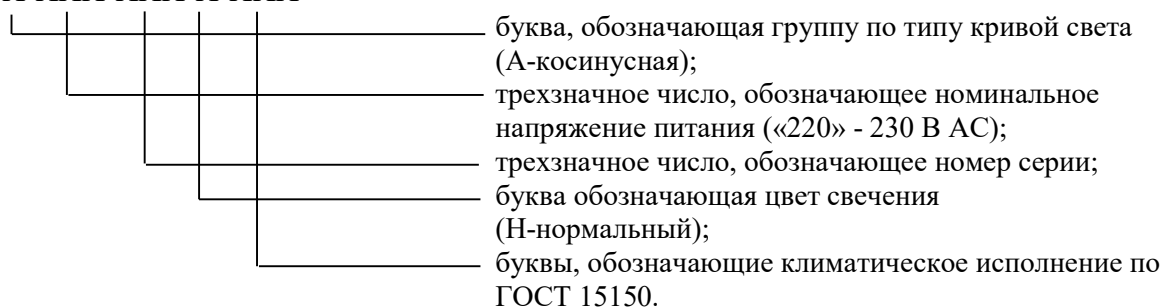 буква, обозначающая группу по типу кривой света
(А-косинусная);
трехзначное число, обозначающее номинальное
напряжение питания («220» - 230 В АС);
трехзначное число, обозначающее номер серии;
буква обозначающая цвет свечения
(Н-нормальный);
буквы, обозначающие климатическое исполнение по
ГОСТ 15150.